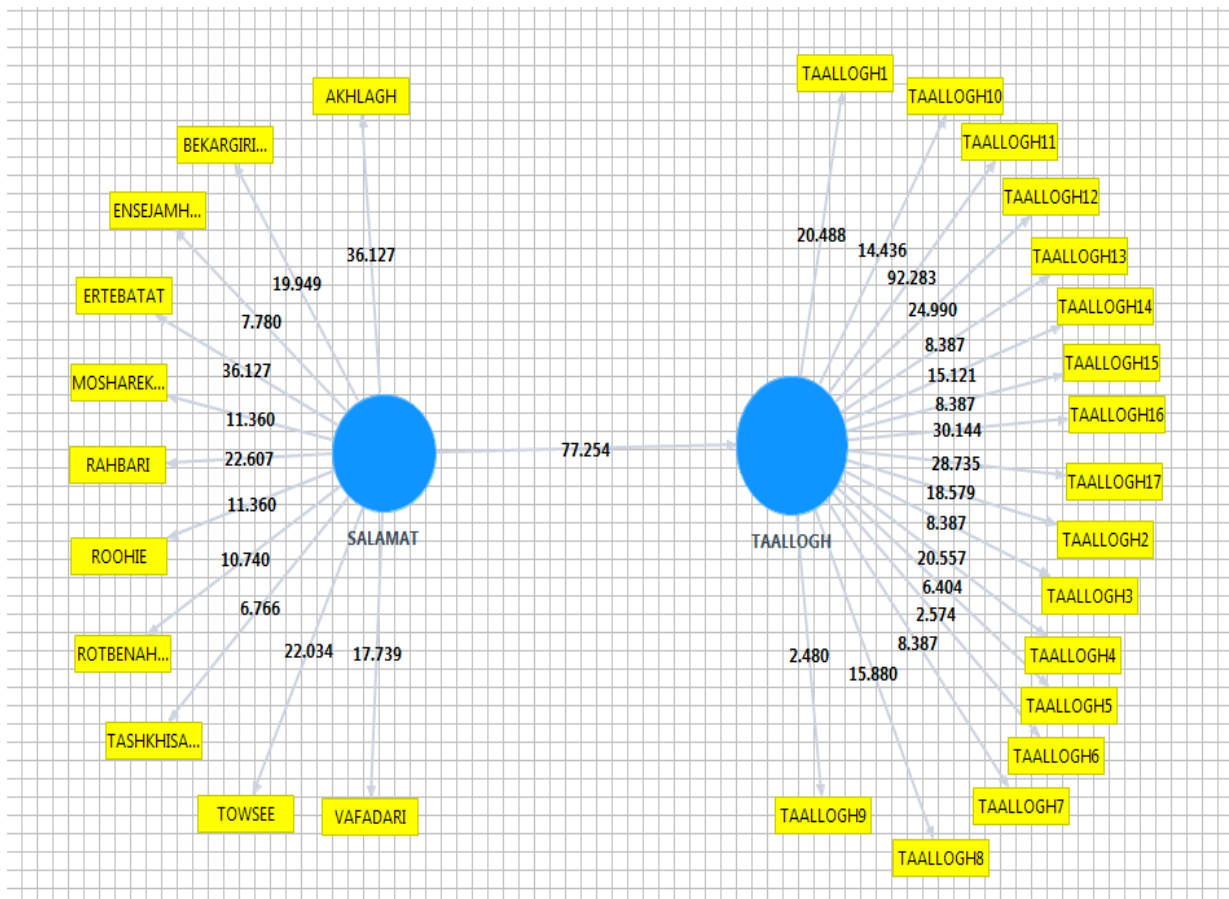 AKHLAGH
BEKARGIRI...
ENSEJAMH...
ERTEBATAT
MOSHAREK...
RAHBARI
ROOHIE
ROTBENAH...
TASHKHISA...
TOWSEE
VAFADARI
36.127
19.949
7.780
36.127
11.360
22.607
11.360
10.740
6.766
22.034
17.739
SALAMAT
77.254
TAALLOGH
20.488
14.436
92.283
24.990
8.387
15.121
8.387
30.144
28.735
18.579
8.387
20.557
6.404
2.574
8.387
15.880
2.480
TAALLOGH1
TAALLOGH10
TAALLOGH11
TAALLOGH12
TAALLOGH13
TAALLOGH14
TAALLOGH15
TAALLOGH16
TAALLOGH17
TAALLOGH2
TAALLOGH3
TAALLOGH4
TAALLOGH5
TAALLOGH6
TAALLOGH7
TAALLOGH8
TAALLOGH9